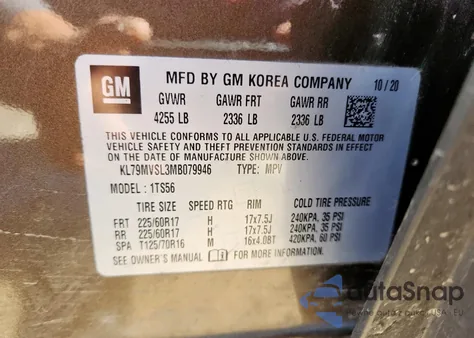 GM
MFD BY GM KOREA COMPANY 10/20
GVWR GAWR FRT GAWR RR
4255 LB 2336 LB 2336 LB
THIS VEHICLE CONFORMS TO ALL APPLICABLE U.S. FEDERAL MOTOR
VEHICLE SAFETY AND THEFT PREVENTION STANDARDS IN EFFECT ON THE
DATE OF MANUFACTURE SHOWN ABOVE.
KL79MVSL3MB079946 TYPE: MPV
MODEL: 1TS56
TIRE SIZE SPEED RTG RIM COLD TIRE PRESSURE
FRT 225/60R17 H 17x7.5J 240KPA, 35 PSI
RR 225/60R17 H 17x7.5J 240KPA, 35 PSI
SPA T125/70R16 M 16x4.0BT 420KPA, 60 PSI
SEE OWNER'S MANUAL FOR MORE INFORMATION.
autoSnap